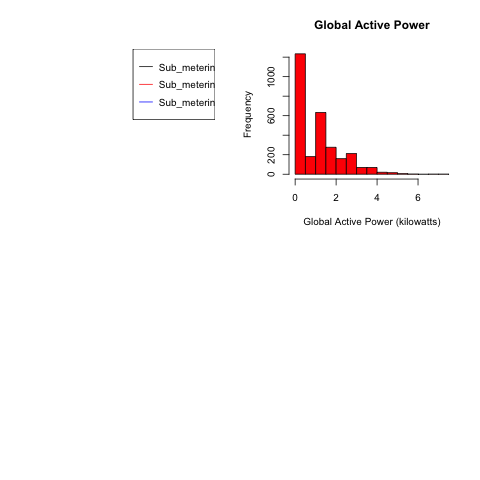 Sub_meterin
Sub_meterin
Sub_meterin
Global Active Power
Frequency
0
200
600
1000
0
2
4
6
Global Active Power (kilowatts)